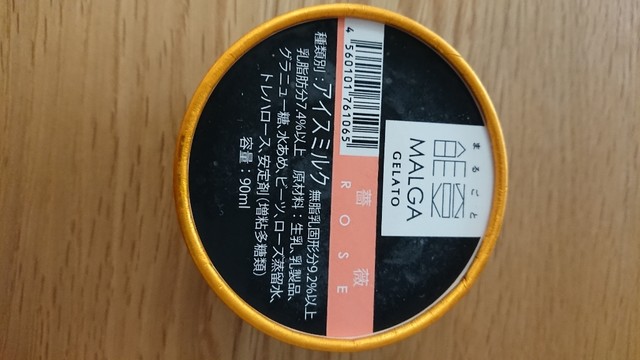 まるごと
MALGA
GELATO
薔薇
ROSE
4 560101 761065
種類別：アイスミルク 無脂乳固形分9.2%以上
乳脂肪分7.4%以上 原材料：生乳、乳製品、
グラニュー糖、水あめ、ビーツ、ローズ蒸留水、
トレハロース、安定剤（増粘多糖類）
容量：90ml